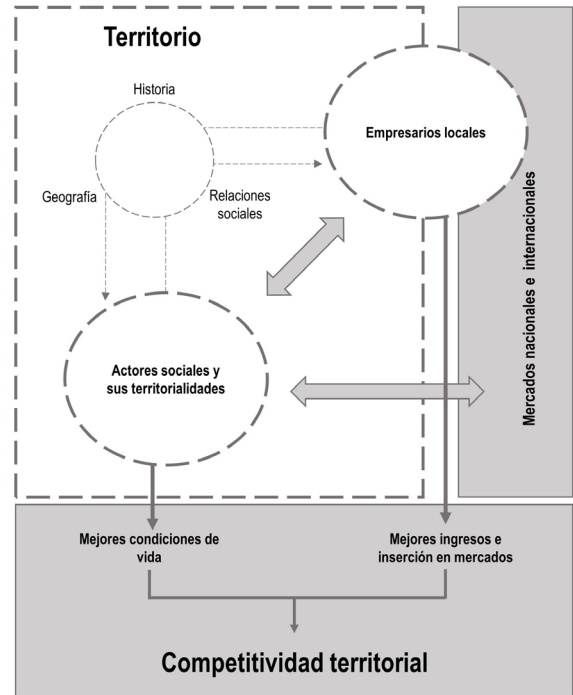 Territorio
Historia
Empresarios locales
Geografía
Relaciones
sociales
Mercados nacionales e internacionales
Actores sociales y
sus territorialidades
Mejores condiciones de
vida
Mejores ingresos e
inserción en mercados
Competitividad territorial